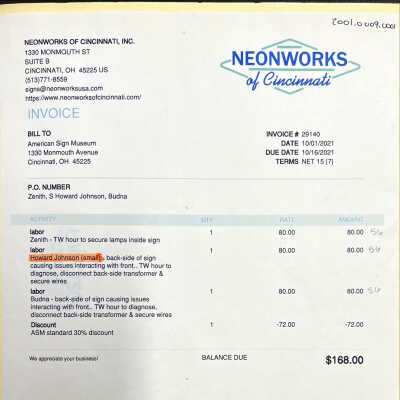 2001.0009.0001
NEONWORKS OF CINCINNATI, INC.
1330 MONMOUTH ST
SUITE B
CINCINNATI, OH 45225 US
(513)771-8559
signs@neonworksusa.com
https://www.neonworksofcincinnati.com/
NEONWORKS
of Cincinnati
INVOICE
BILL TO
American Sign Museum
1330 Monmouth Avenue
Cincinnati, OH 45225
INVOICE # 29140
DATE 10/01/2021
DUE DATE 10/16/2021
TERMS NET 15 (7)
P.O. NUMBER
Zenith, S Howard Johnson, Budna
ACTIVITY QTY RATE AMOUNT
labor 1 80.00 80.00 56
Zenith - TW hour to secure lamps inside sign
labor 1 80.00 80.00 56
Howard Johnson (small) - back-side of sign
causing issues interacting with front.. TW hour to
diagnose, disconnect back-side transformer &
secure wires
labor 1 80.00 80.00 56
Budna - back-side of sign causing issues
interacting with front.. TW hour to diagnose,
disconnect back-side transformer & secure wires
Discount 1 -72.00 -72.00
ASM standard 30% discount
We appreciate your business! BALANCE DUE $168.00